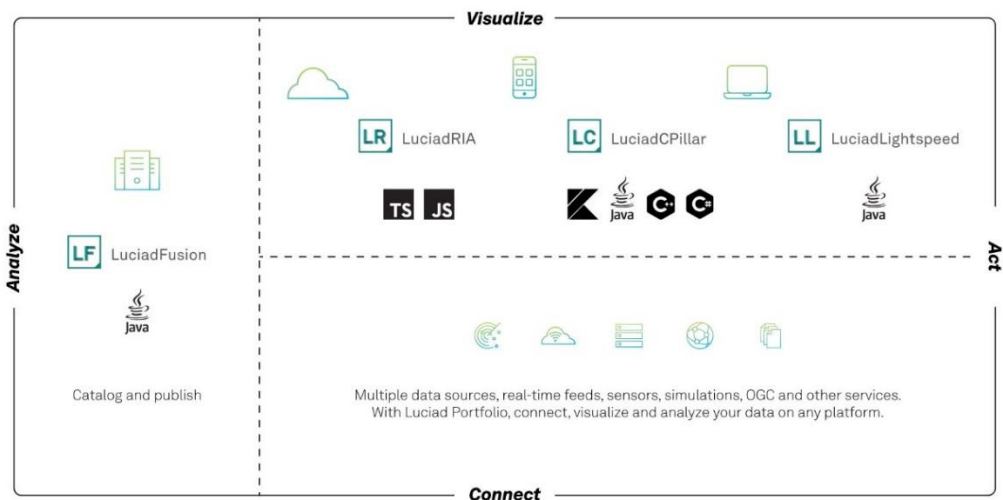 Visualize
LR LuciadRIA
LC LuciadCPillar
LL LuciadLightspeed
TS JS
Java
C++
C#
Java
Analyze
LF LuciadFusion
Java
Catalog and publish
Act
Multiple data sources, real-time feeds, sensors, simulations, OGC and other services.
With Luciad Portfolio, connect, visualize and analyze your data on any platform.
Connect